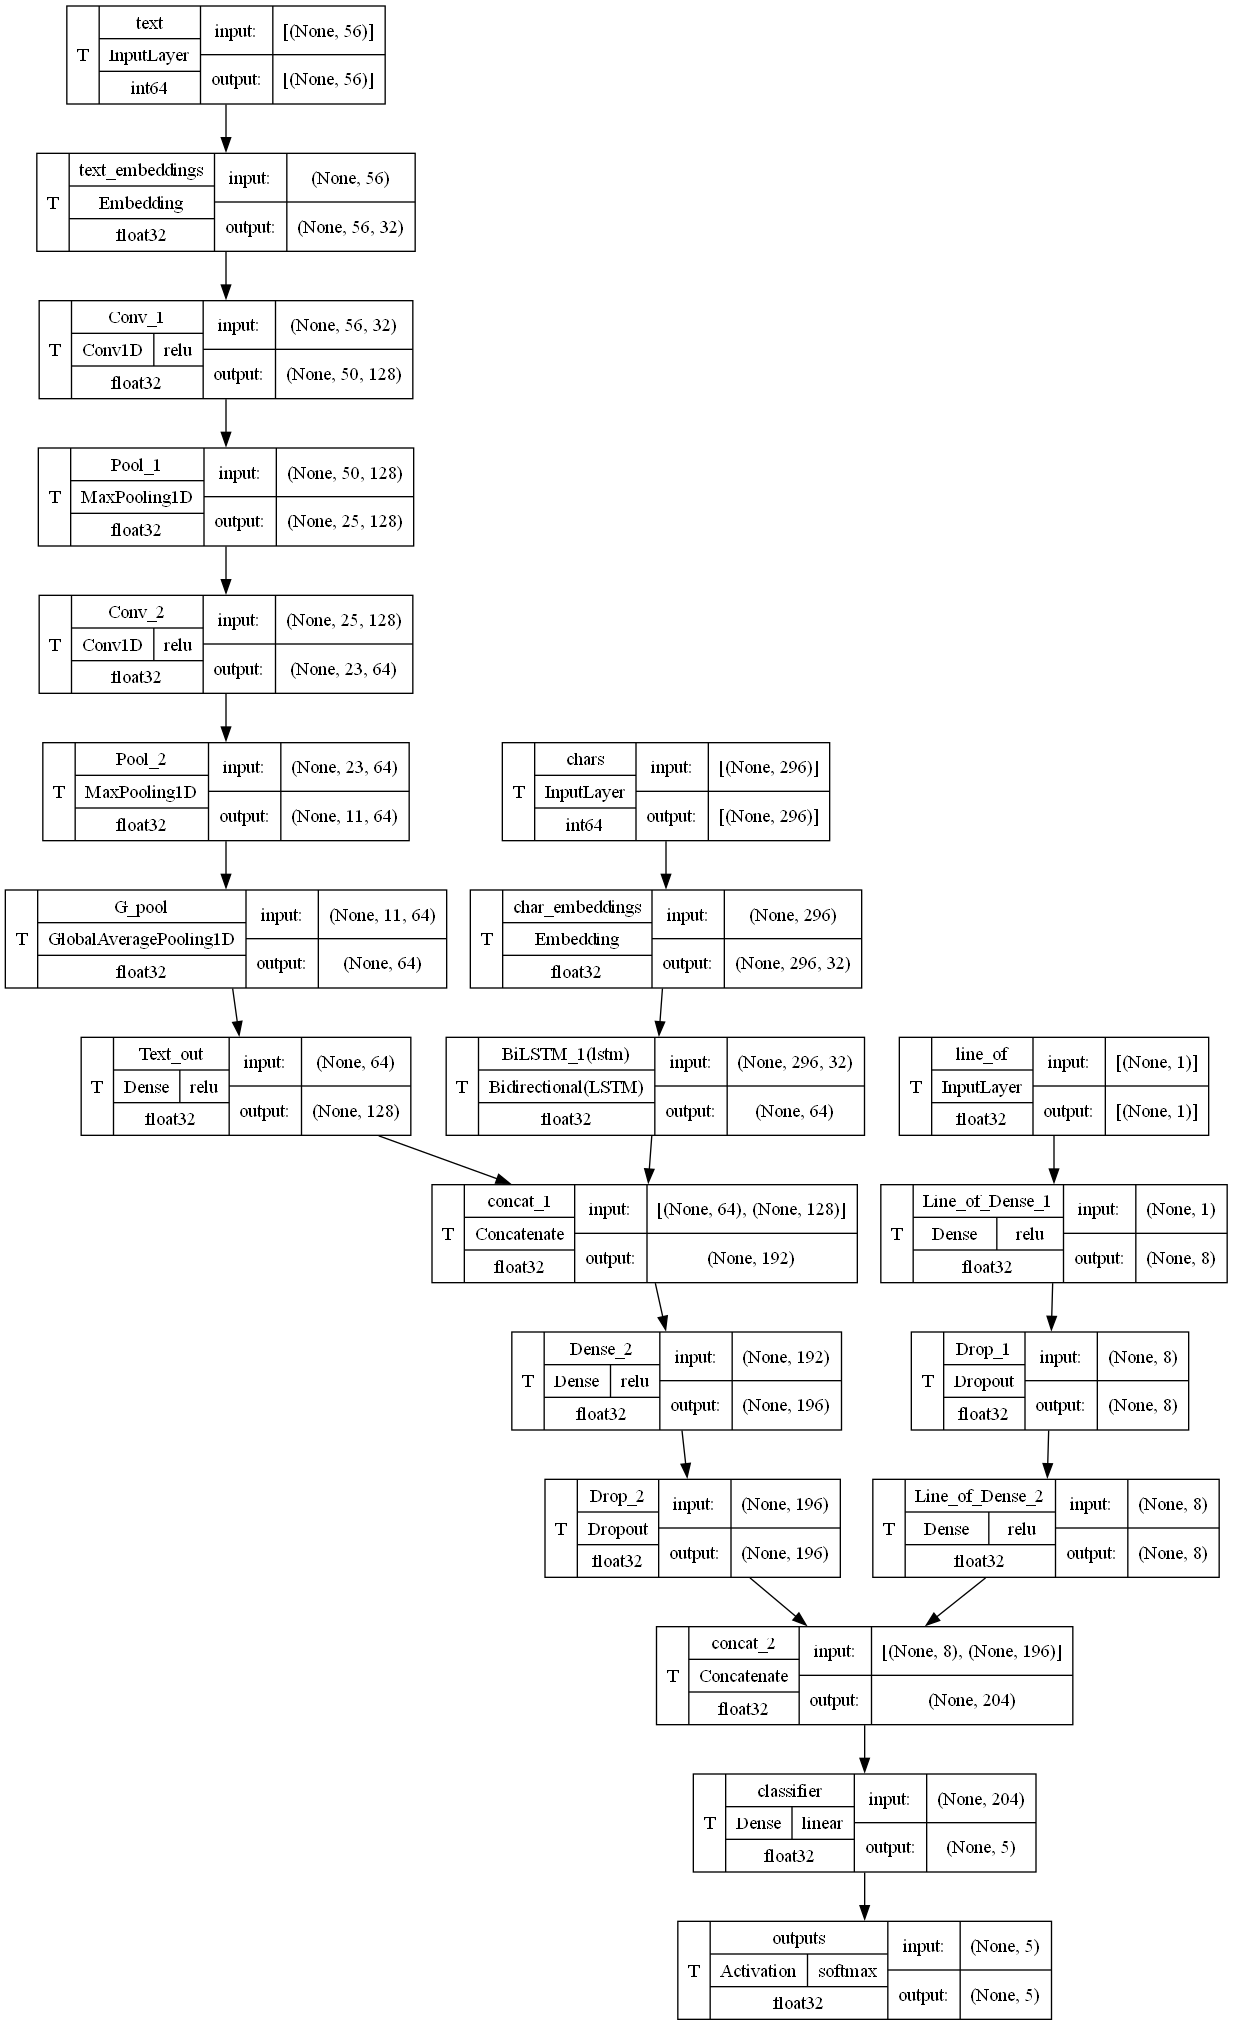 T
text
InputLayer
int64
input:
[(None, 56)]
output:
[(None, 56)]
T
text_embeddings
Embedding
float32
input:
(None, 56)
output:
(None, 56, 32)
T
Conv_1
Conv1D
relu
float32
input:
(None, 56, 32)
output:
(None, 50, 128)
T
Pool_1
MaxPooling1D
float32
input:
(None, 50, 128)
output:
(None, 25, 128)
T
Conv_2
Conv1D
relu
float32
input:
(None, 25, 128)
output:
(None, 23, 64)
T
Pool_2
MaxPooling1D
float32
input:
(None, 23, 64)
output:
(None, 11, 64)
T
chars
InputLayer
int64
input:
[(None, 296)]
output:
[(None, 296)]
T
G_pool
GlobalAveragePooling1D
float32
input:
(None, 11, 64)
output:
(None, 64)
T
char_embeddings
Embedding
float32
input:
(None, 296)
output:
(None, 296, 32)
T
Text_out
Dense
relu
float32
input:
(None, 64)
output:
(None, 128)
T
BiLSTM_1(lstm)
Bidirectional(LSTM)
float32
input:
(None, 296, 32)
output:
(None, 64)
T
line_of
InputLayer
float32
input:
[(None, 1)]
output:
[(None, 1)]
T
concat_1
Concatenate
float32
input:
[(None, 64), (None, 128)]
output:
(None, 192)
T
Line_of_Dense_1
Dense
relu
float32
input:
(None, 1)
output:
(None, 8)
T
Dense_2
Dense
relu
float32
input:
(None, 192)
output:
(None, 196)
T
Drop_1
Dropout
float32
input:
(None, 8)
output:
(None, 8)
T
Drop_2
Dropout
float32
input:
(None, 196)
output:
(None, 196)
T
Line_of_Dense_2
Dense
relu
float32
input:
(None, 8)
output:
(None, 8)
T
concat_2
Concatenate
float32
input:
[(None, 8), (None, 196)]
output:
(None, 204)
T
classifier
Dense
linear
float32
input:
(None, 204)
output:
(None, 5)
T
outputs
Activation
softmax
float32
input:
(None, 5)
output:
(None, 5)